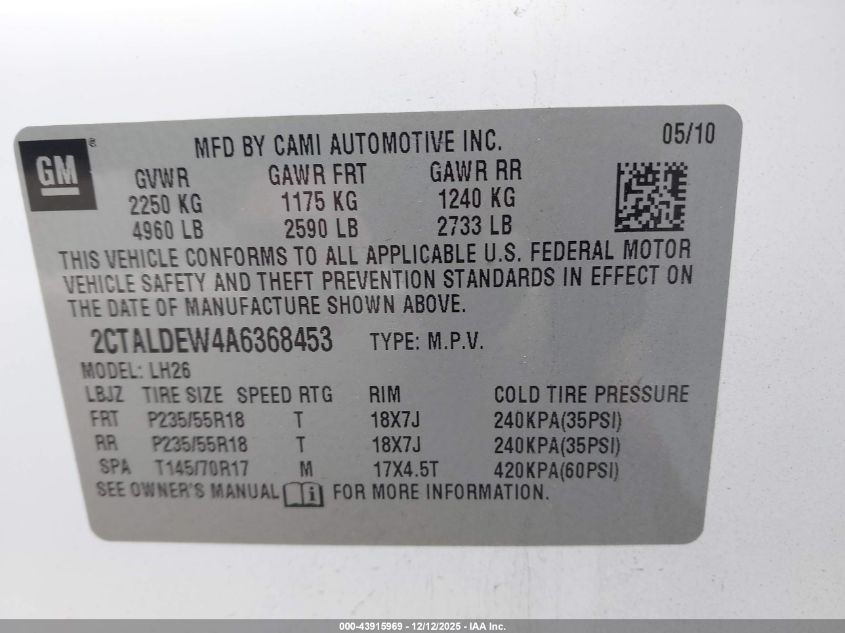 GM ®
MFD BY CAMI AUTOMOTIVE INC. 05/10
GVWR GAWR FRT GAWR RR
2250 KG 1175 KG 1240 KG
4960 LB 2590 LB 2733 LB
THIS VEHICLE CONFORMS TO ALL APPLICABLE U.S. FEDERAL MOTOR
VEHICLE SAFETY AND THEFT PREVENTION STANDARDS IN EFFECT ON
THE DATE OF MANUFACTURE SHOWN ABOVE.
2CTALDEW4A6368453 TYPE: M.P.V.
MODEL: LH26
LBJZ TIRE SIZE SPEED RTG RIM COLD TIRE PRESSURE
FRT P235/55R18 T 18X7J 240KPA(35PSI)
RR P235/55R18 T 18X7J 240KPA(35PSI)
SPA T145/70R17 M 17X4.5T 420KPA(60PSI)
SEE OWNER'S MANUAL i FOR MORE INFORMATION.
000-43915969 - 12/12/2025 - IAA Inc.